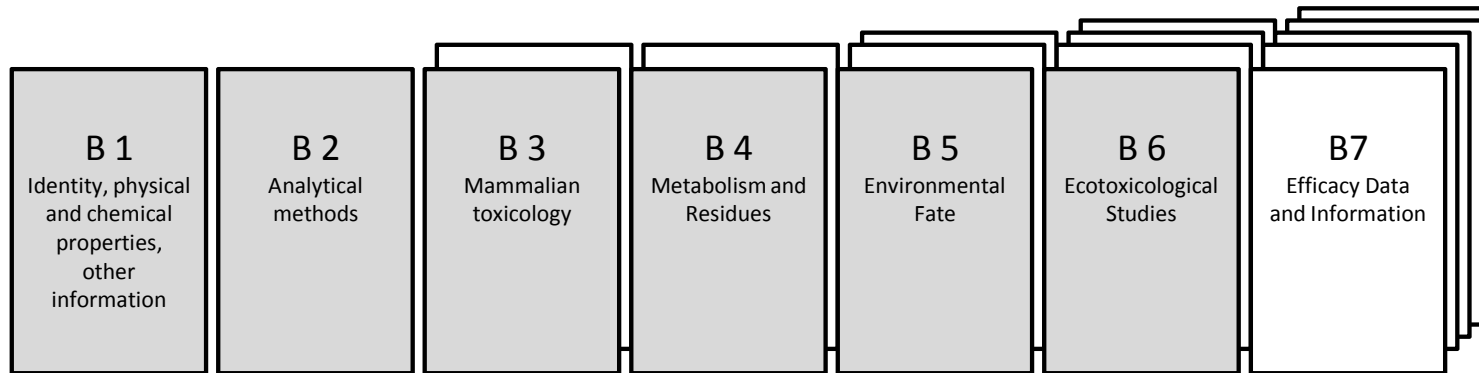 B 1
Identity, physical
and chemical
properties,
other
information
B 2
Analytical
methods
B 3
Mammalian
toxicology
B 4
Metabolism and
Residues
B 5
Environmental
Fate
B 6
Ecotoxicological
Studies
B7
Efficacy Data
and Information